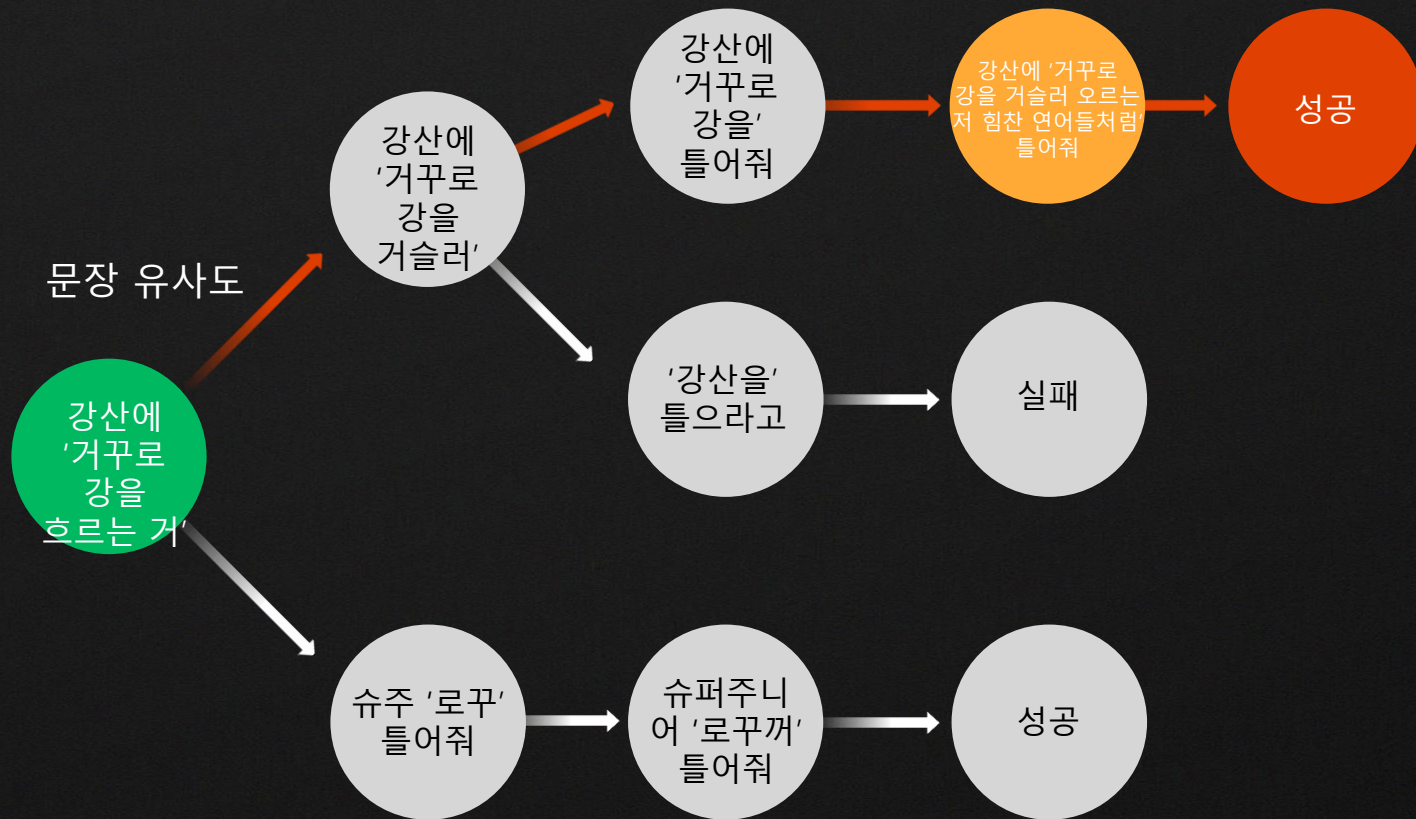 문장 유사도
강산에
'거꾸로
강을
흐르는 거'
강산에
'거꾸로
강을
거슬러'
강산에
'거꾸로
강을'
틀어줘
강산에 '거꾸로
강을 거슬러 오르는
저 힘찬 연어들처럼'
틀어줘
성공
'강산을'
틀으라고
실패
슈주 '로꾸'
틀어줘
슈퍼주니
어 '로꾸꺼'
틀어줘
성공